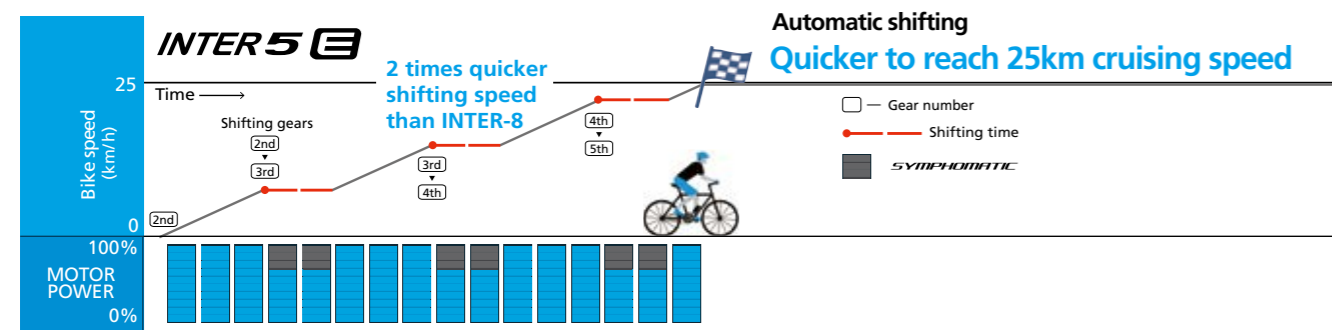 INTER 5 E
Automatic shifting
Quicker to reach 25km cruising speed
2 times quicker
shifting speed
than INTER-8
25
Time
Bike speed
(km/h)
0
Shifting gears
2nd
2nd
3rd
3rd
4th
4th
5th
Gear number
Shifting time
SYMPHOMATIC
100%
MOTOR
POWER
0%